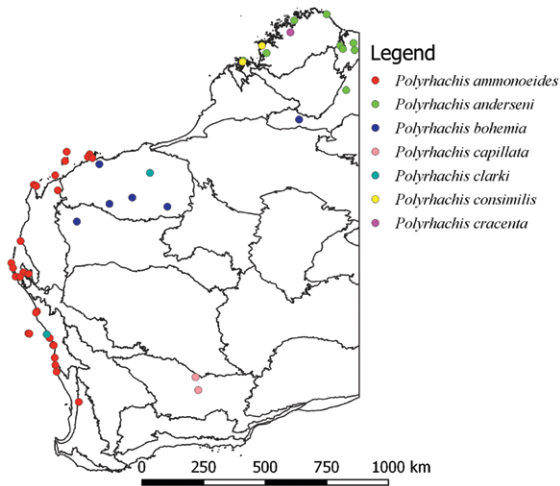 Legend
Polyrhachis ammonoeides
Polyrhachis anderseni
Polyrhachis bohemia
Polyrhachis capillata
Polyrhachis clarki
Polyrhachis consimilis
Polyrhachis cracenta
0 250 500 750 1000 km